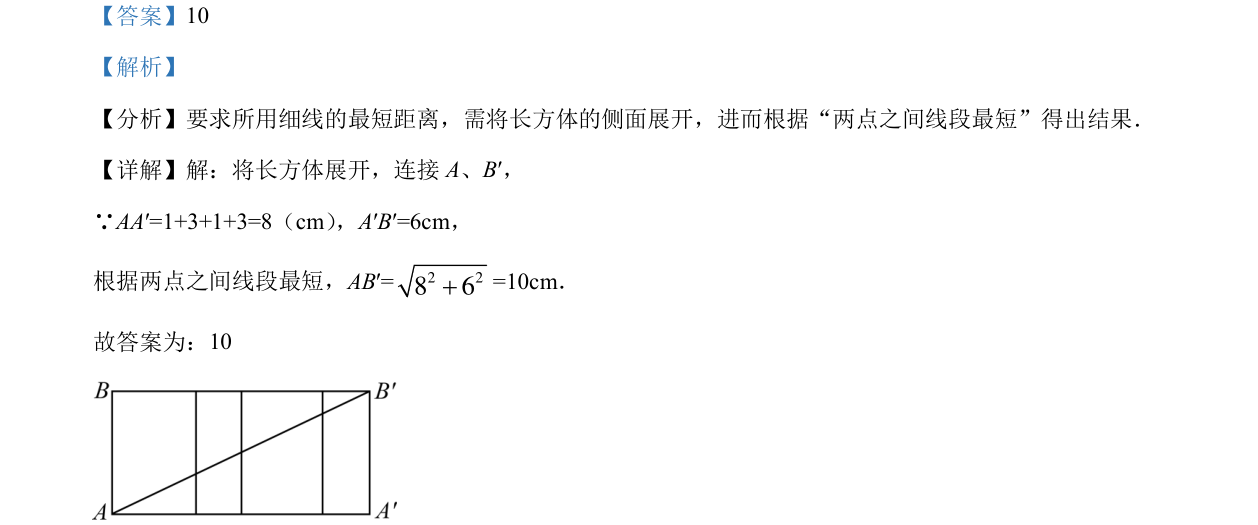 【答案】10
【解析】
【分析】要求所用细线的最短距离，需将长方体的侧面展开，进而根据“两点之间线段最短”得出结果．
【详解】解：将长方体展开，连接 A、B′，
∵AA′=1+3+1+3=8（cm），A′B′=6cm，
根据两点之间线段最短，AB′=√(8²+6²)=10cm．
故答案为：10
B B′
A A′